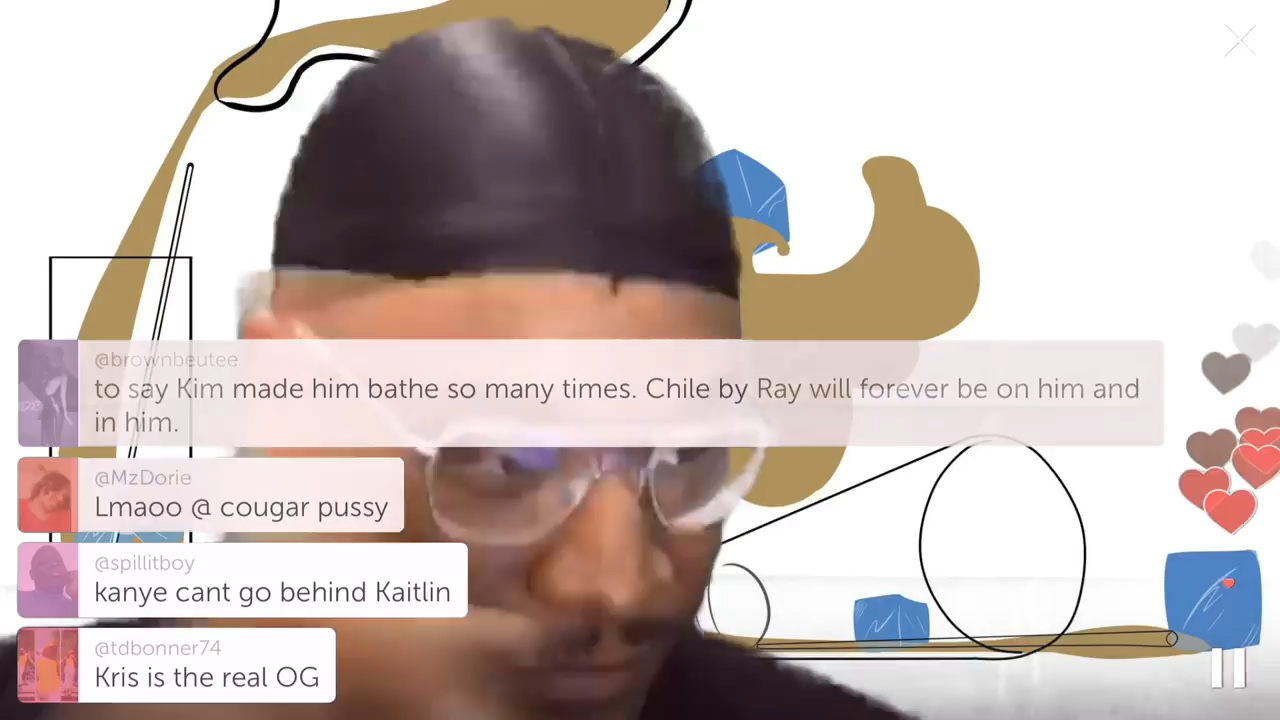 @brownbeutee
to say Kim made him bathe so many times. Chile by Ray will forever be on him and
in him.
@MzDorie
Lmaoo @ cougar pussy
@spillitboy
kanye cant go behind Kaitlin
@tdbonner74
Kris is the real OG